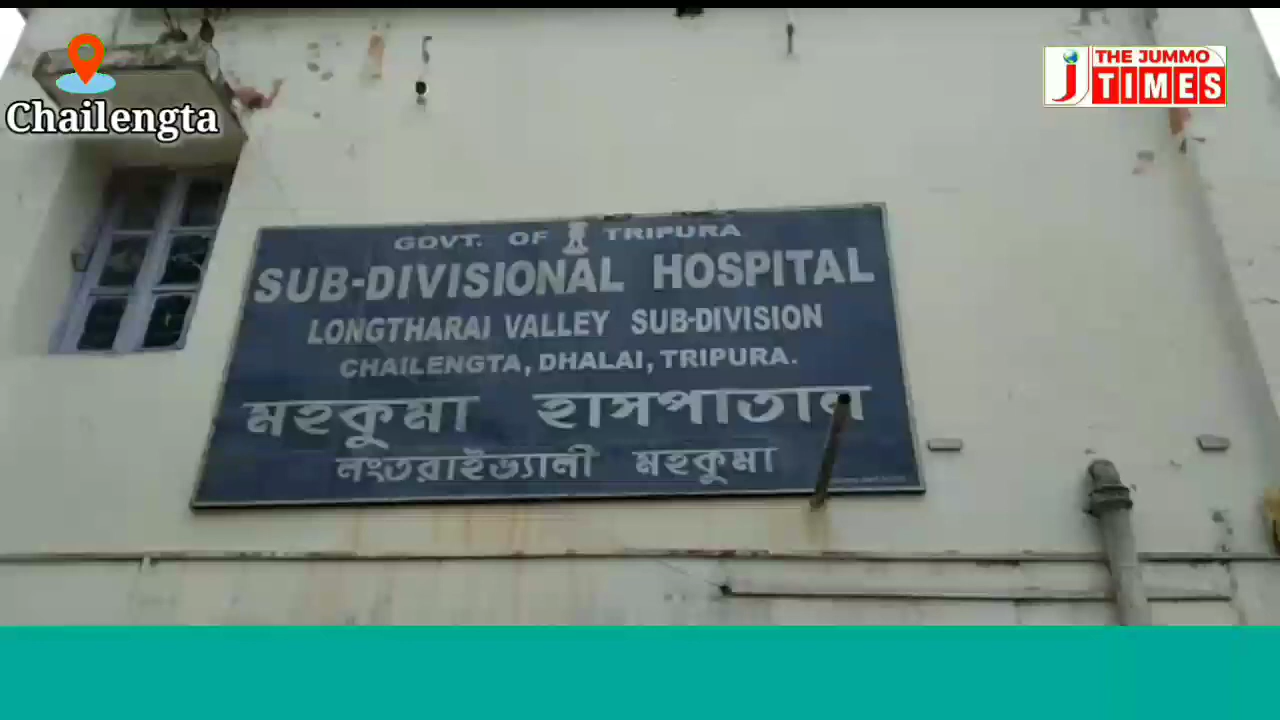 Chailengta
THE JUMMO
TIMES
GOVT. OF TRIPURA
SUB-DIVISIONAL HOSPITAL
LONGTHARAI VALLEY SUB-DIVISION
CHAILENGTA, DHALAI, TRIPURA.
মহকুমা হাসপাতাল
লংতরাইভ্যালী মহকুমা